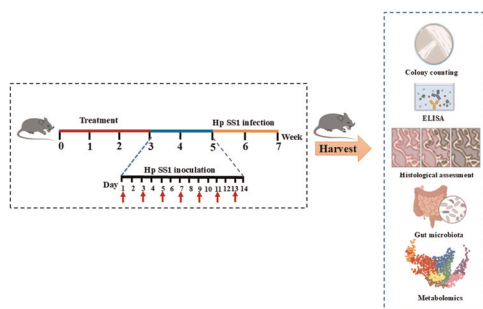 Treatment
Hp SS1 infection
0 1 2 3 4 5 6 7 Week
Hp SS1 inoculation
Day 1 2 3 4 5 6 7 8 9 10 11 12 13 14
Harvest
Colony counting
ELISA
Histological assessment
Gut microbiota
Metabolomics